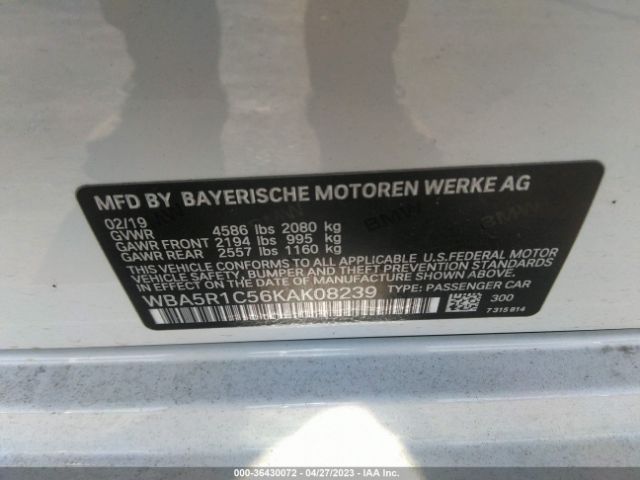 MFD BY BAYERISCHE MOTOREN WERKE AG
02/19
GVWR 4586 lbs 2080 kg
GAWR FRONT 2194 lbs 995 kg
GAWR REAR 2557 lbs 1160 kg
THIS VEHICLE CONFORMS TO ALL APPLICABLE U.S.FEDERAL MOTOR
VEHICLE SAFETY, BUMPER AND THEFT PREVENTION STANDARDS
IN EFFECT ON THE DATE OF MANUFACTURE SHOWN ABOVE.
WBA5R1C56KAK08239 TYPE: PASSENGER CAR
300
7315814
BMW
BMW
000-36430072 / 04/27/2023 - IAA Inc.